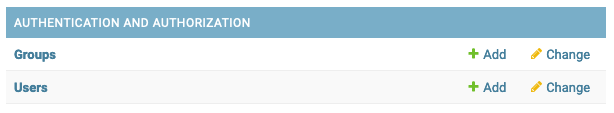 AUTHENTICATION AND AUTHORIZATION
Groups Add Change
Users Add Change